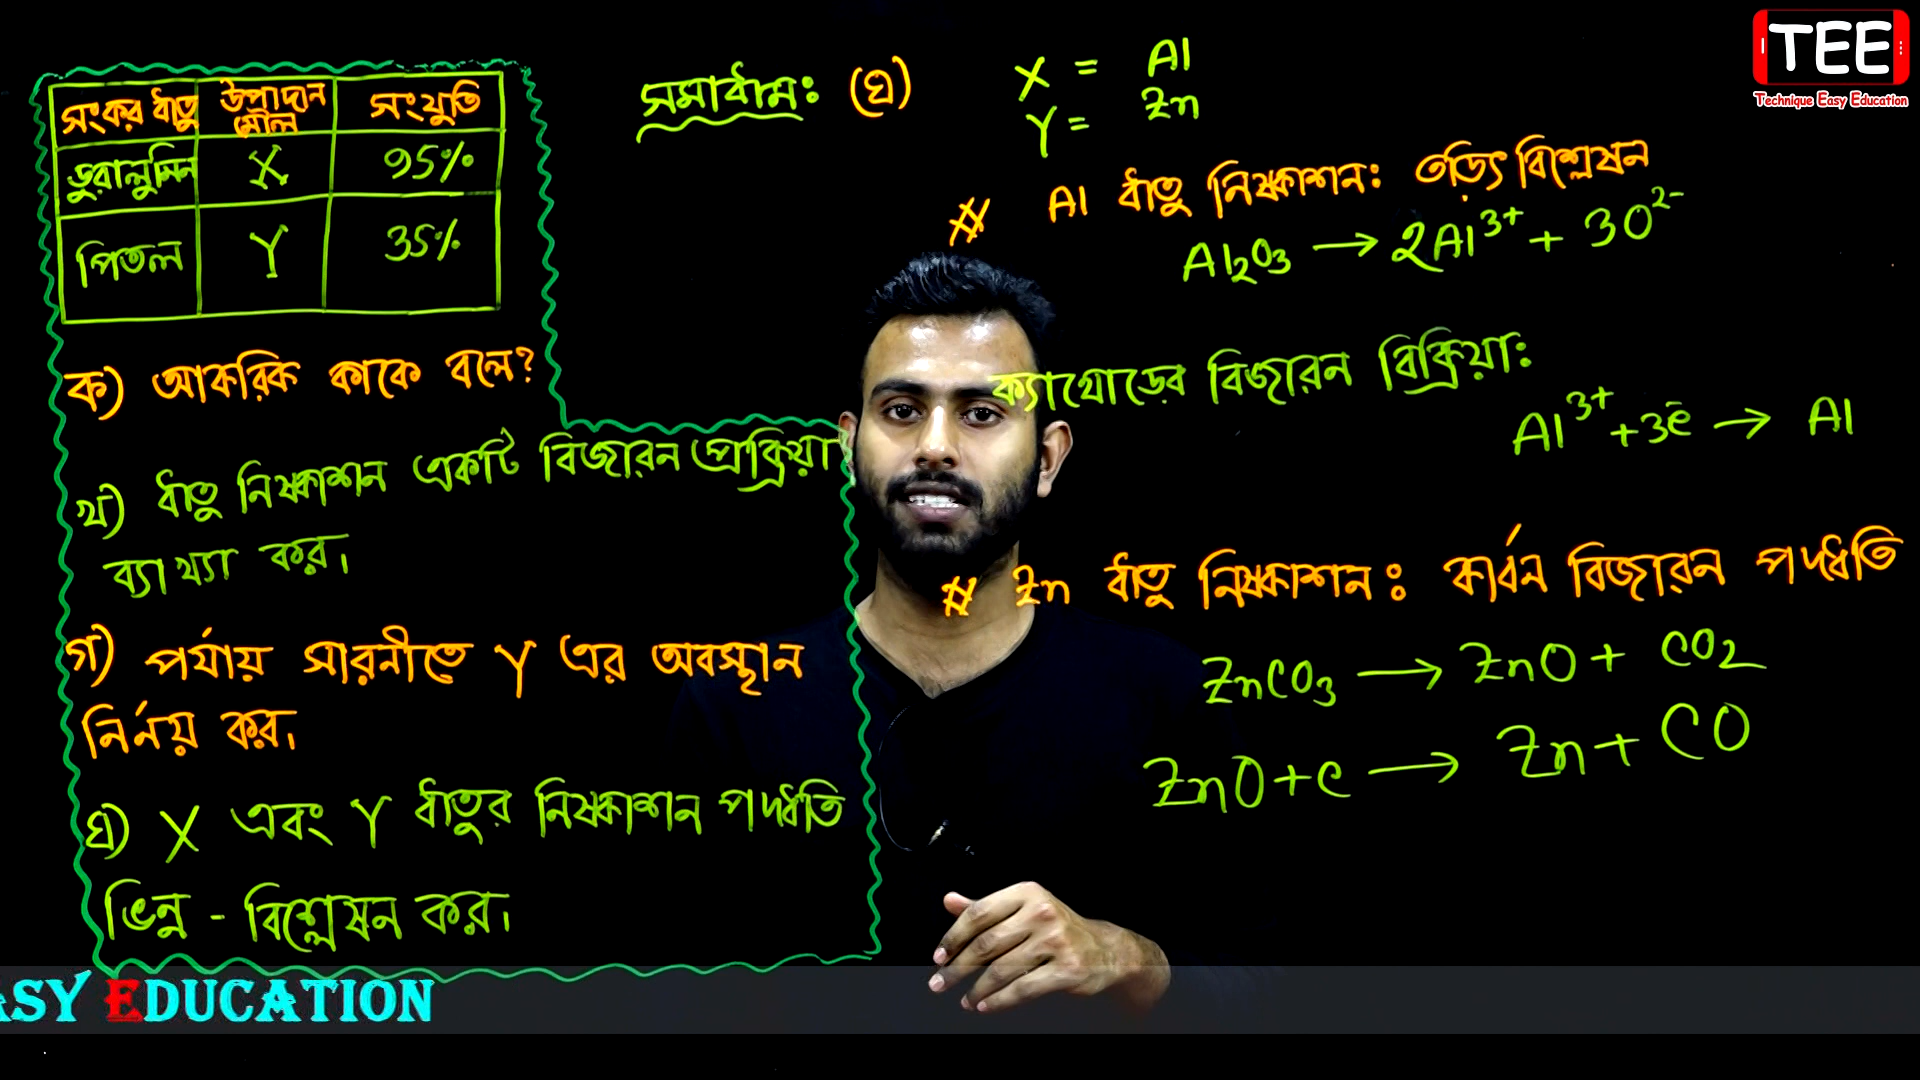 সংকর ধাতু উপাদান মৌল সংযুতি
ডুরালুমিন X 95%
পিতল Y 35%
ক) আকরিক কাকে বলে?
খ) ধাতু নিষ্কাশন একটি বিজারন প্রক্রিয়া
ব্যাখ্যা কর।
গ) পর্যায় সারনীতে Y এর অবস্থান
নির্নয় কর।
ঘ) X এবং Y ধাতুর নিষ্কাশন পদ্ধতি
ভিন্ন - বিশ্লেষন কর।
সমাধান: (ঘ)
X = Al
Y = Zn
# Al ধাতু নিষ্কাশন: তড়িৎ বিশ্লেষন
Al₂O₃ → 2Al³⁺ + 3O²⁻
ক্যাথোডের বিজারন বিক্রিয়া:
Al³⁺ + 3ē → Al
# Zn ধাতু নিষ্কাশন: কার্বন বিজারন পদ্ধতি
ZnCO₃ → ZnO + CO₂
ZnO + C → Zn + CO
TEE
Technique Easy Education
ASY EDUCATION